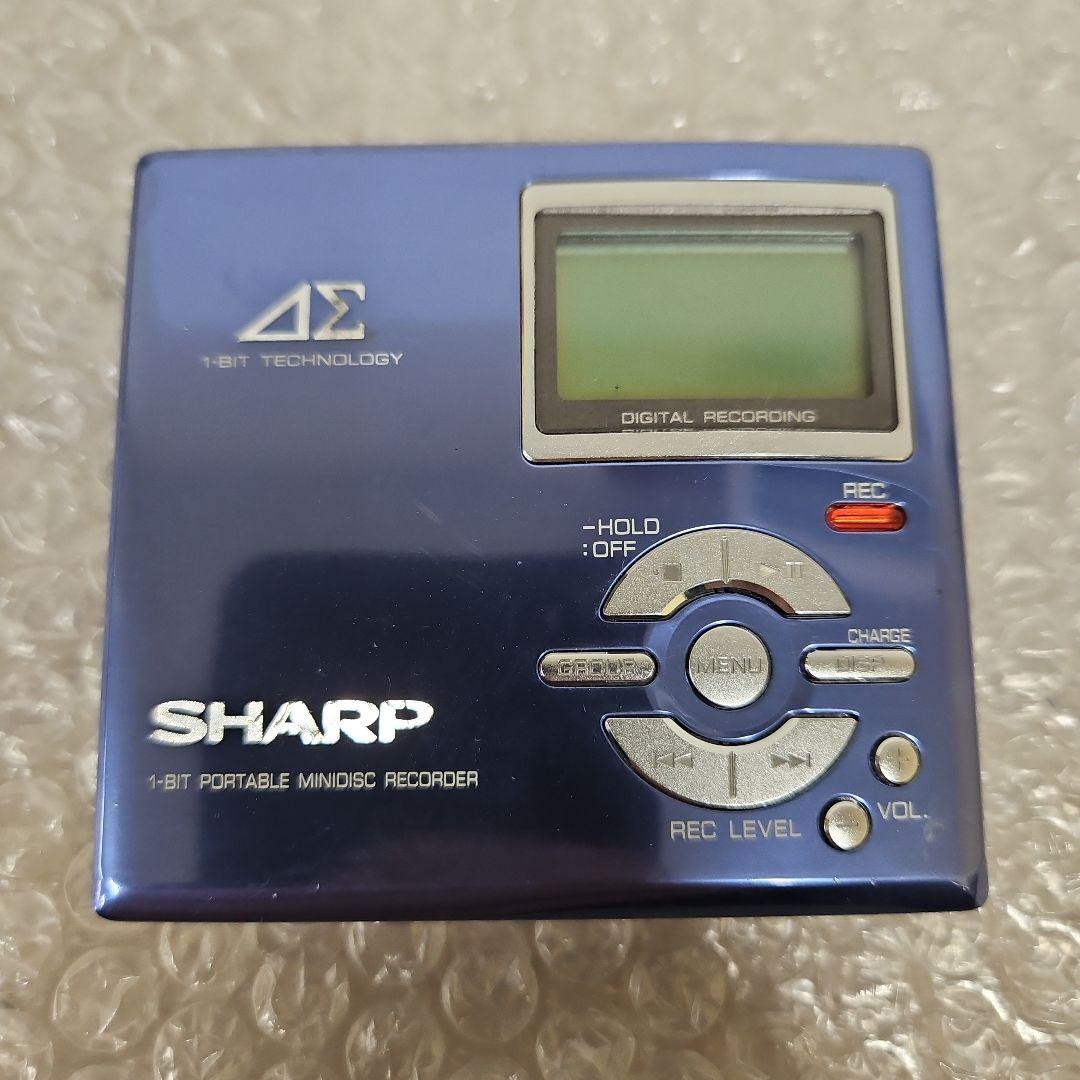 ΔΣ
1-BIT TECHNOLOGY
DIGITAL RECORDING
REC
-HOLD
:OFF
MENU
CHARGE
DISP
SHARP
1-BIT PORTABLE MINIDISC RECORDER
+
-
VOL.
REC LEVEL